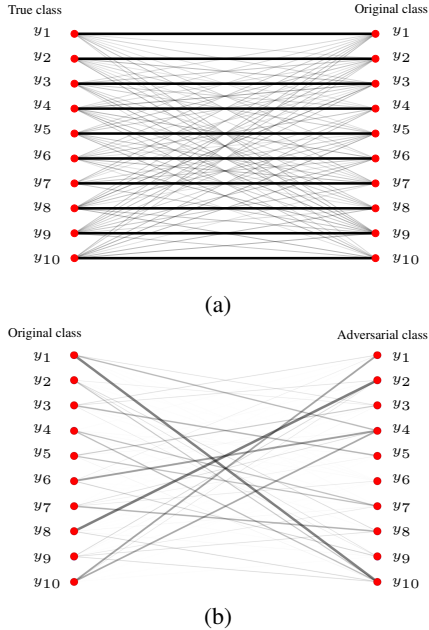 True class Original class
y1 y1
y2 y2
y3 y3
y4 y4
y5 y5
y6 y6
y7 y7
y8 y8
y9 y9
y10 y10
(a)
Original class Adversarial class
y1 y1
y2 y2
y3 y3
y4 y4
y5 y5
y6 y6
y7 y7
y8 y8
y9 y9
y10 y10
(b)